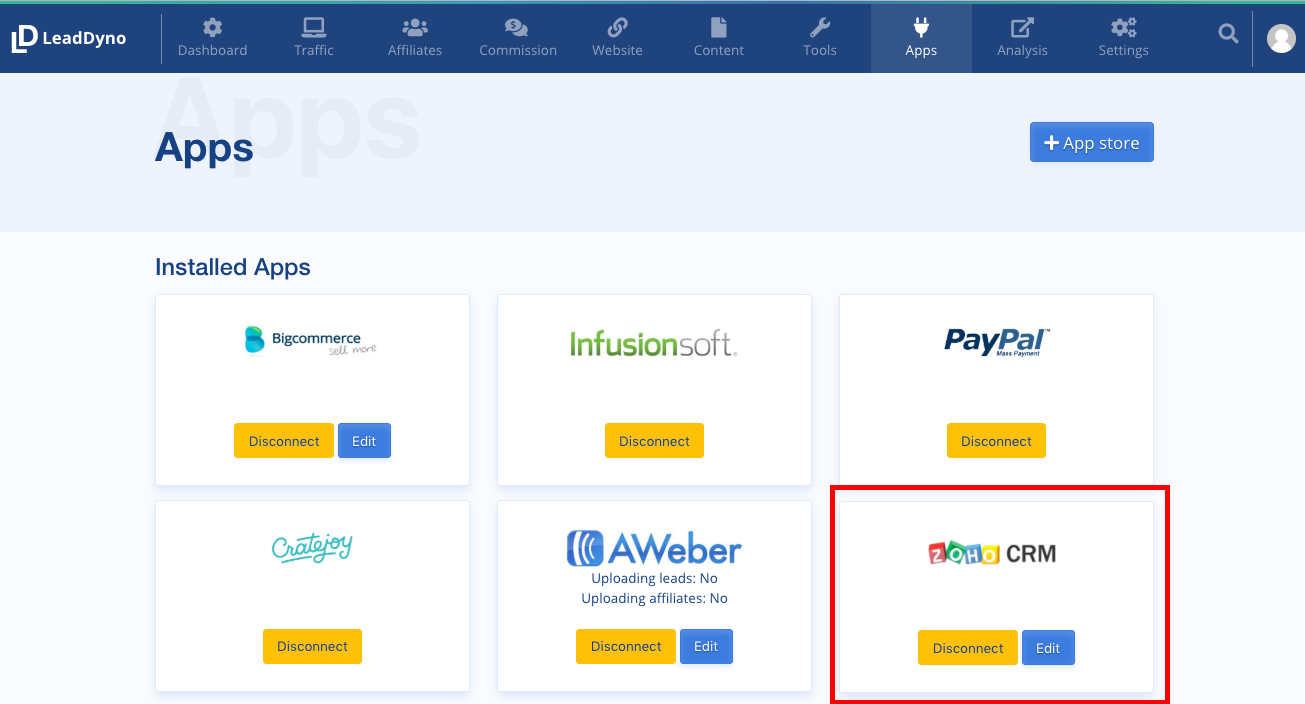 LeadDyno
Dashboard
Traffic
Affiliates
$
Commission
Website
Content
Tools
Apps
Analysis
Settings
Apps
Apps
App store
Installed Apps
Bigcommerce
sell more
Infusionsoft.
PayPal™
Mass Payment
Disconnect Edit
Disconnect
Disconnect
Cratejoy
AWeber
Uploading leads: No
Uploading affiliates: No
ZOHO CRM
Disconnect
Disconnect Edit
Disconnect Edit